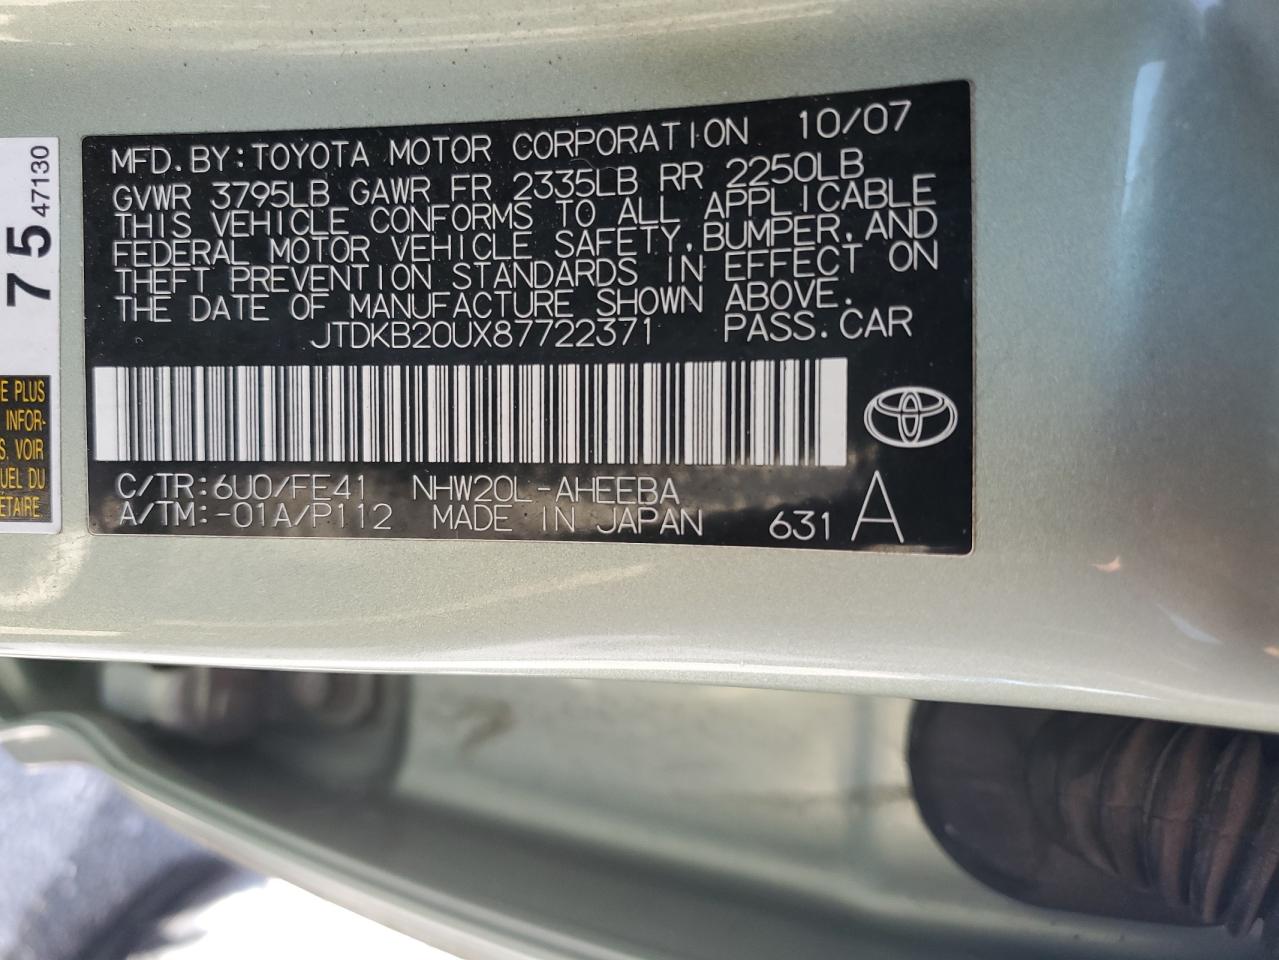 MFD.BY:TOYOTA MOTOR CORPORATION 10/07
GVWR 3795LB GAWR FR 2335LB RR 2250LB
THIS VEHICLE CONFORMS TO ALL APPLICABLE
FEDERAL MOTOR VEHICLE SAFETY,BUMPER,AND
THEFT PREVENTION STANDARDS IN EFFECT ON
THE DATE OF MANUFACTURE SHOWN ABOVE.
JTDKB20UX87722371 PASS.CAR
C/TR:6U0/FE41 NHW20L-AHEEBA
A/TM:-01A/P112 MADE IN JAPAN 631 A
75
47130
E PLUS
INFOR-
S. VOIR
UEL DU
ÉTAIRE